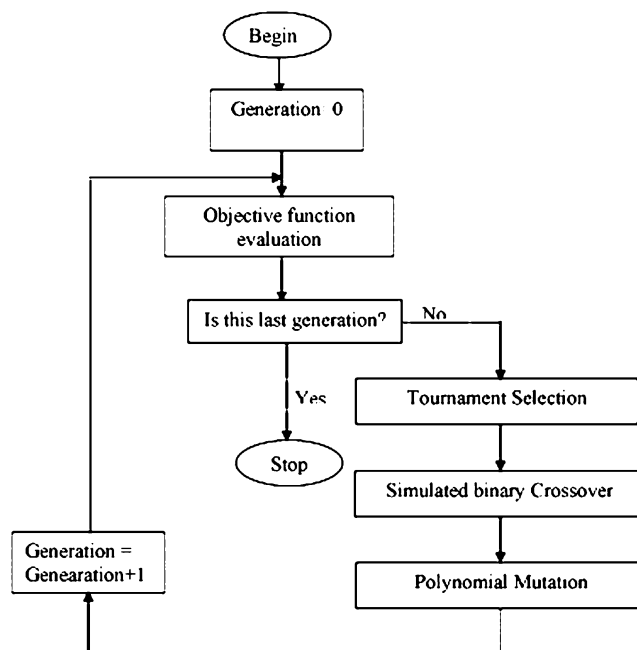 Begin
Generation 0
Objective function
evaluation
Is this last generation?
No
Yes
Tournament Selection
Stop
Simulated binary Crossover
Generation =
Genearation+1
Polynomial Mutation